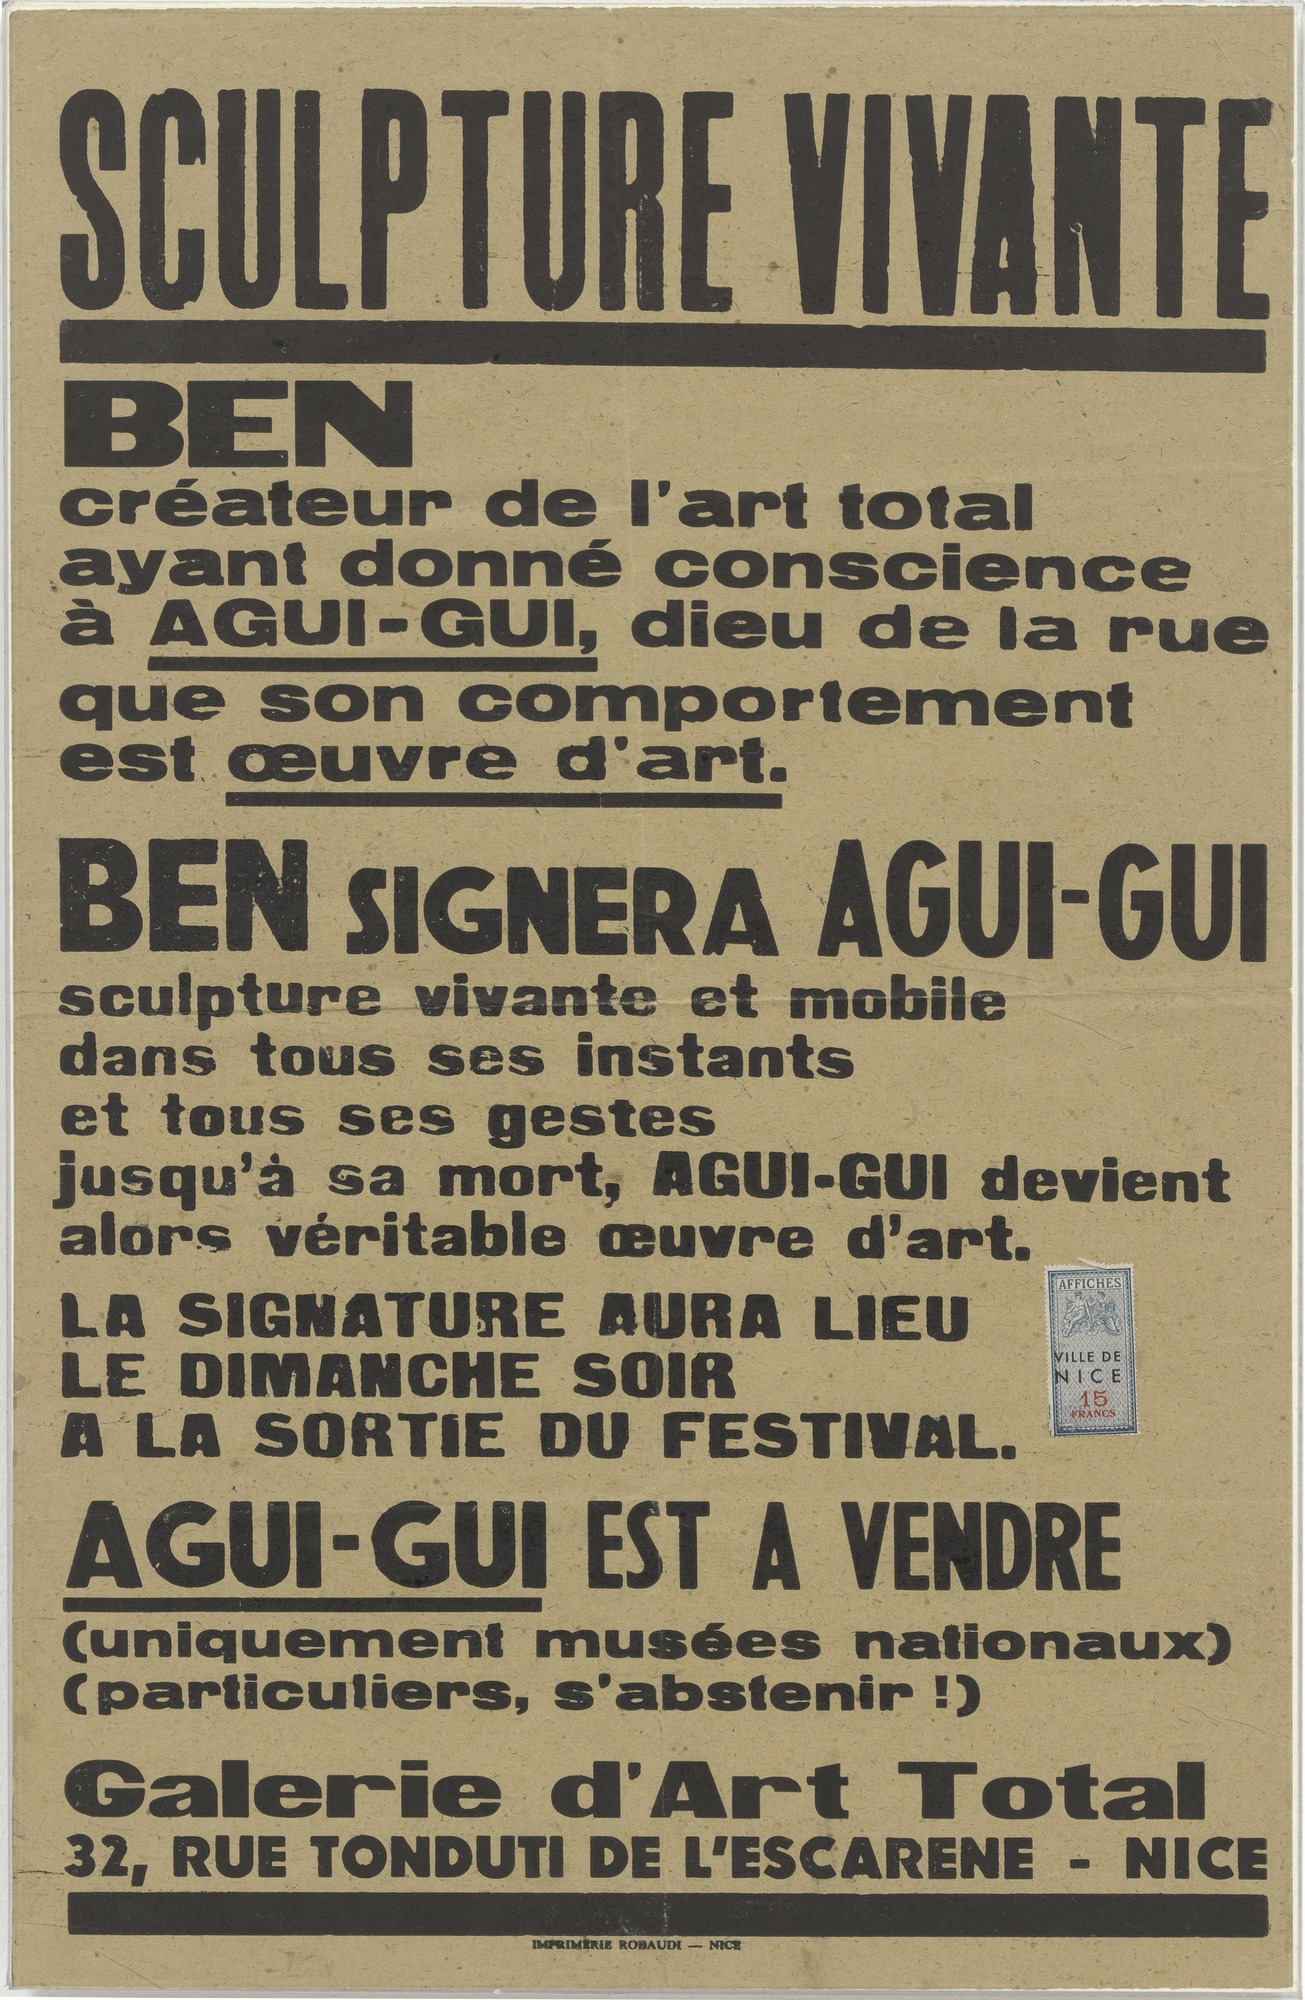 SCULPTURE VIVANTE
BEN
créateur de l'art total
ayant donné conscience
à AGUI-GUI, dieu de la rue
que son comportement
est œuvre d'art.
BEN SIGNERA AGUI-GUI
sculpture vivante et mobile
dans tous ses instants
et tous ses gestes
jusqu'à sa mort, AGUI-GUI devient
alors véritable œuvre d'art.
LA SIGNATURE AURA LIEU
LE DIMANCHE SOIR
A LA SORTIE DU FESTIVAL.
AFFICHES
VILLE DE
NICE
15
FRANCS
AGUI-GUI EST A VENDRE
(uniquement musées nationaux)
(particuliers, s'abstenir !)
Galerie d'Art Total
32, RUE TONDUTI DE L'ESCARENE - NICE
IMPRIMERIE ROBAUDI — NICE